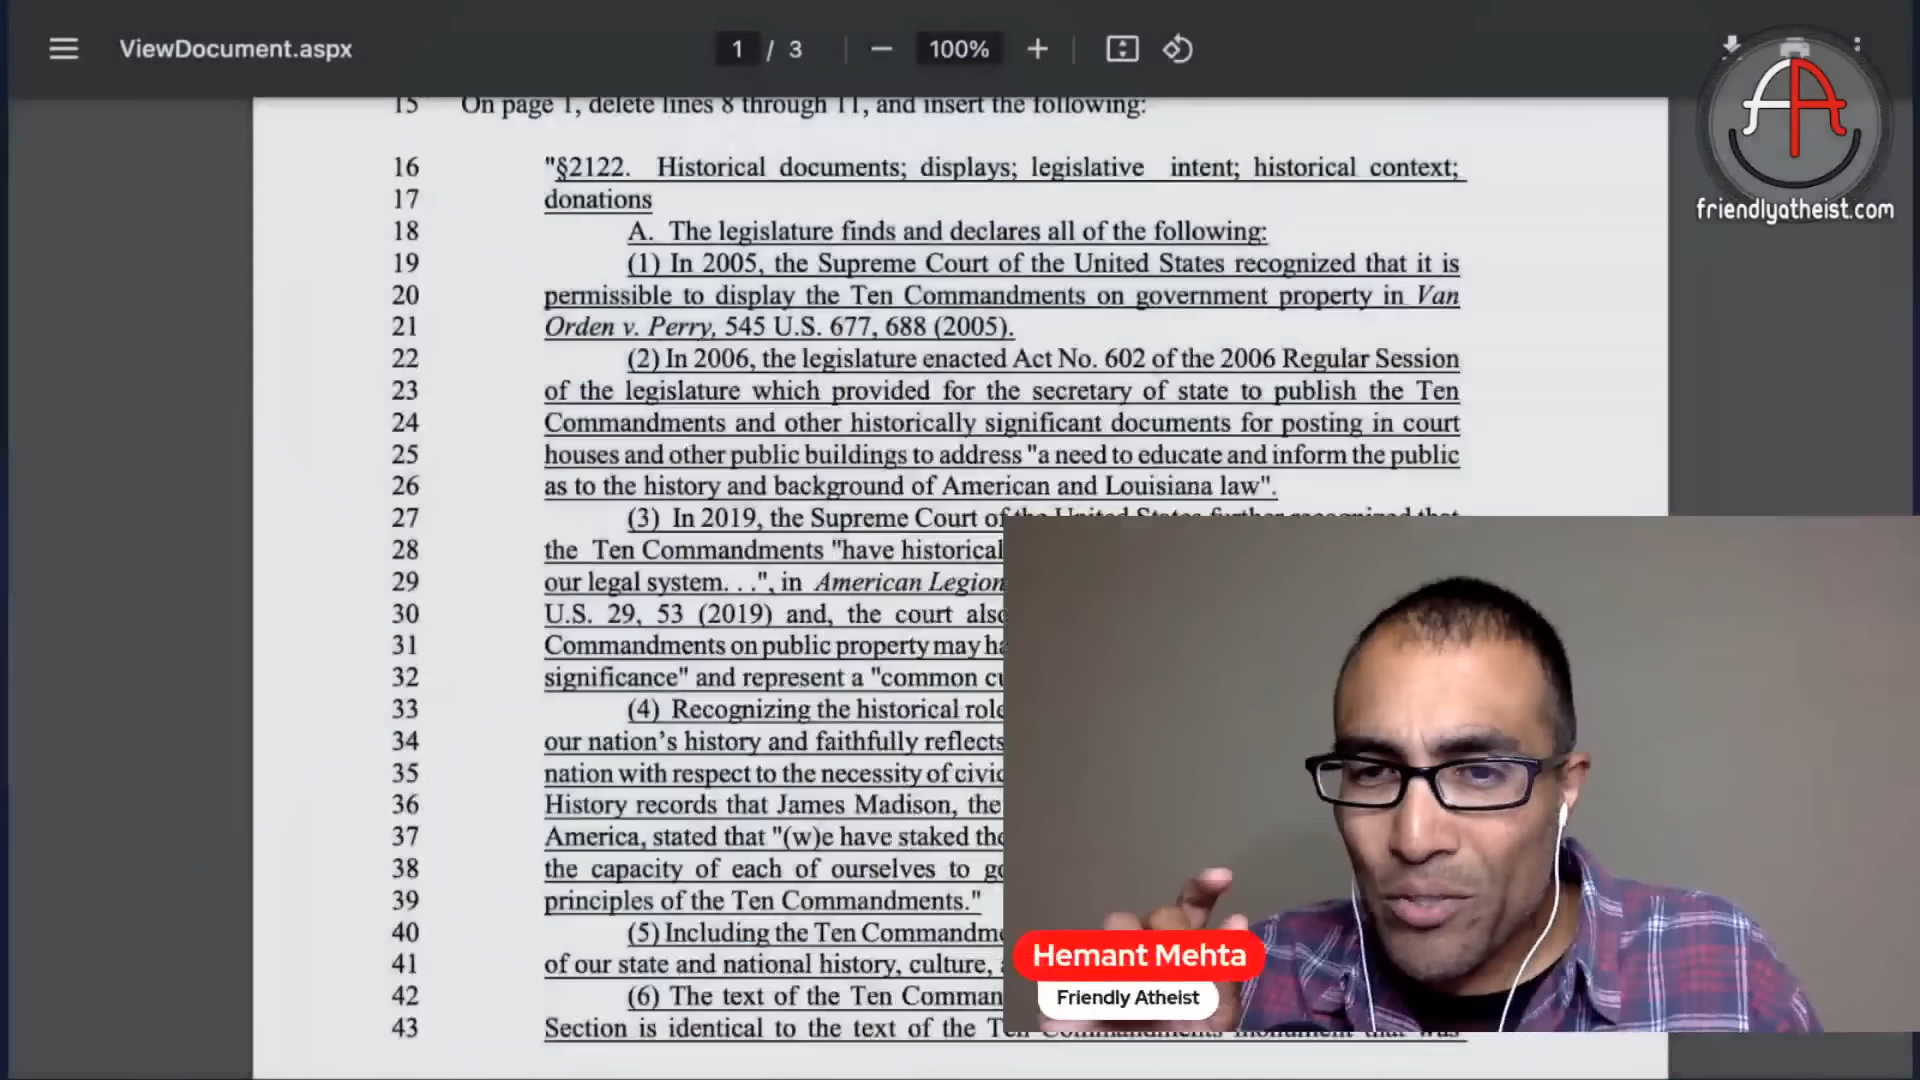 ViewDocument.aspx
1 / 3
100%
friendlyatheist.com
15 On page 1, delete lines 8 through 11, and insert the following:
16 "§2122. Historical documents; displays; legislative intent; historical context;
17 donations
18 A. The legislature finds and declares all of the following:
19 (1) In 2005, the Supreme Court of the United States recognized that it is
20 permissible to display the Ten Commandments on government property in Van
21 Orden v. Perry, 545 U.S. 677, 688 (2005).
22 (2) In 2006, the legislature enacted Act No. 602 of the 2006 Regular Session
23 of the legislature which provided for the secretary of state to publish the Ten
24 Commandments and other historically significant documents for posting in court
25 houses and other public buildings to address "a need to educate and inform the public
26 as to the history and background of American and Louisiana law".
27 (3) In 2019, the Supreme Court of the United States further recognized that
28 the Ten Commandments "have historical
29 our legal system. . .", in American Legion
30 U.S. 29, 53 (2019) and, the court also
31 Commandments on public property may
32 significance" and represent a "common
33 (4) Recognizing the historical role
34 our nation's history and faithfully reflects
35 nation with respect to the necessity of
36 History records that James Madison, the
37 America, stated that "(w)e have staked the
38 the capacity of each of ourselves to
39 principles of the Ten Commandments."
40 (5) Including the Ten
41 of our state and national history, culture,
42 (6) The text of the Ten
43 Section is identical to the text of the Ten Commandments monument that was
Hemant Mehta
Friendly Atheist